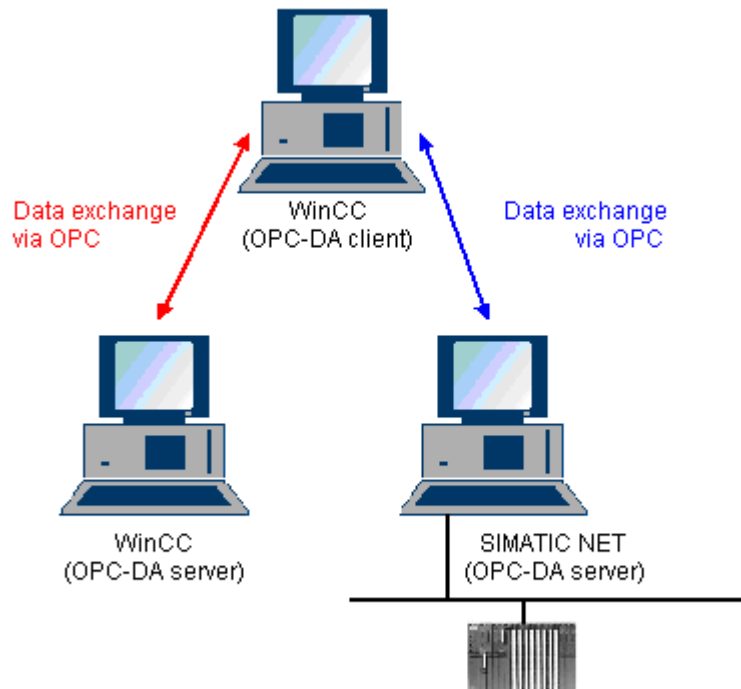 WinCC
(OPC-DA client)
Data exchange
via OPC
Data exchange
via OPC
WinCC
(OPC-DA server)
SIMATIC NET
(OPC-DA server)